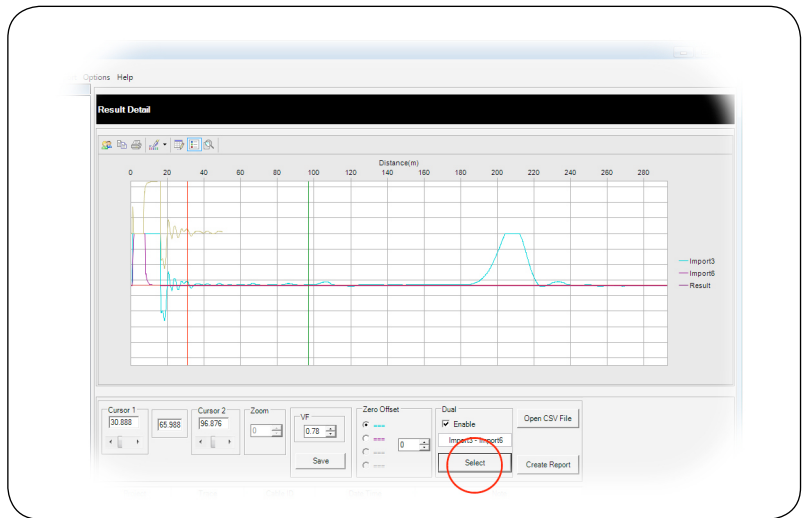 Options Help
Result Detail
Distance(m)
0 20 40 60 80 100 120 140 160 180 200 220 240 260 280
Import3
Import6
Result
Cursor 1 Cursor 2 Zoom VF Zero Offset Dual
30.888 65.988 96.876 0 0.78 0 Enable Open CSV File
Import3 - Import6
Save Select Create Report